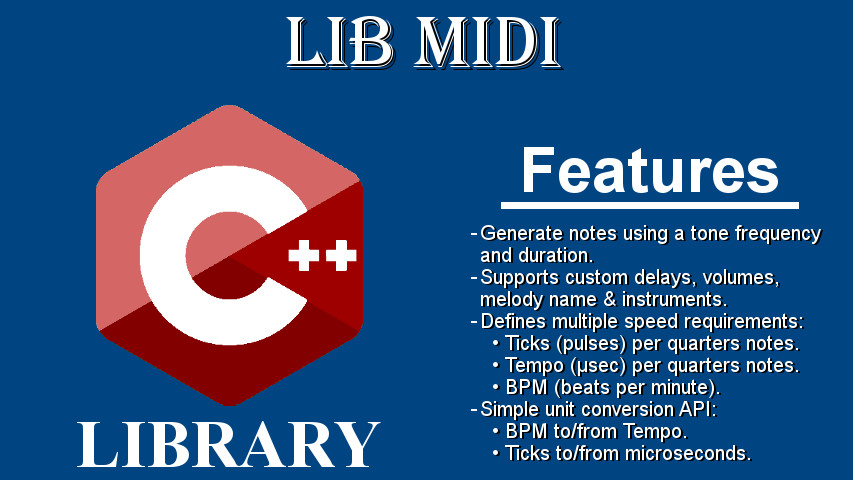 LIB MIDI
C++
LIBRARY
Features
-Generate notes using a tone frequency
and duration.
-Supports custom delays, volumes,
melody name & instruments.
-Defines multiple speed requirements:
• Ticks (pulses) per quarters notes.
• Tempo (µsec) per quarters notes.
• BPM (beats per minute).
-Simple unit conversion API:
• BPM to/from Tempo.
• Ticks to/from microseconds.